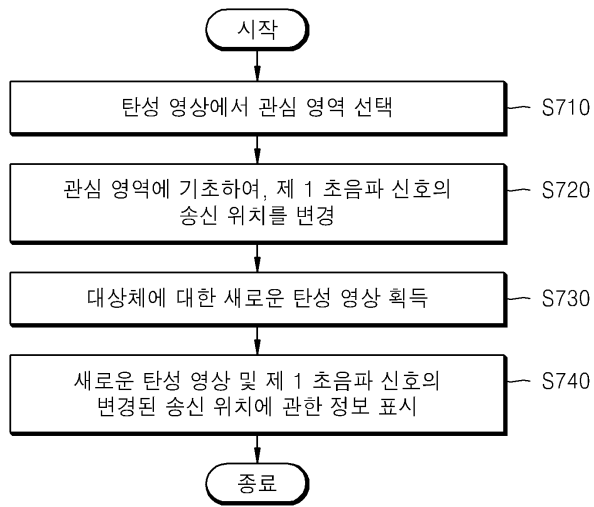 시작
탄성 영상에서 관심 영역 선택
S710
관심 영역에 기초하여, 제 1 초음파 신호의
송신 위치를 변경
S720
대상체에 대한 새로운 탄성 영상 획득
S730
새로운 탄성 영상 및 제 1 초음파 신호의
변경된 송신 위치에 관한 정보 표시
S740
종료